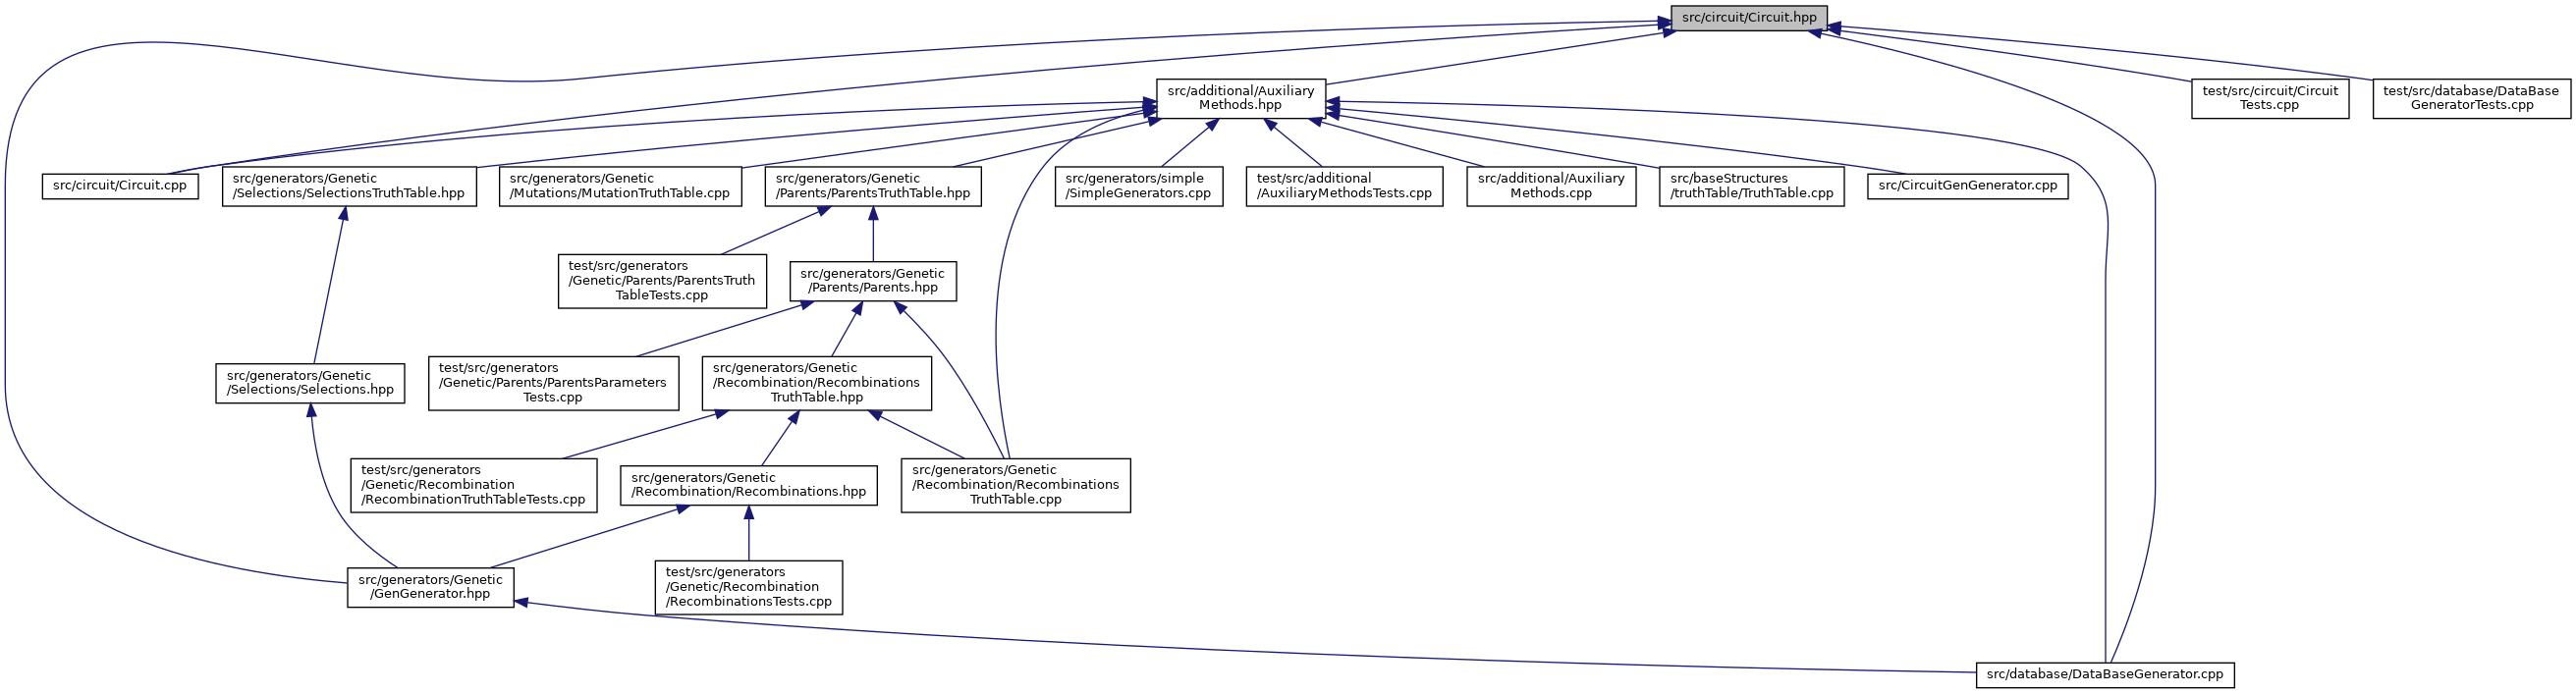 src/circuit/Circuit.hpp
src/additional/Auxiliary
Methods.hpp
test/src/circuit/Circuit
Tests.cpp
test/src/database/DataBase
GeneratorTests.cpp
src/circuit/Circuit.cpp
src/generators/Genetic
/Selections/SelectionsTruthTable.hpp
src/generators/Genetic
/Mutations/MutationTruthTable.cpp
src/generators/Genetic
/Parents/ParentsTruthTable.hpp
src/generators/simple
/SimpleGenerators.cpp
test/src/additional
/AuxiliaryMethodsTests.cpp
src/additional/Auxiliary
Methods.cpp
src/baseStructures
/truthTable/TruthTable.cpp
src/CircuitGenGenerator.cpp
test/src/generators
/Genetic/Parents/ParentsTruth
TableTests.cpp
src/generators/Genetic
/Parents/Parents.hpp
src/generators/Genetic
/Selections/Selections.hpp
test/src/generators
/Genetic/Parents/ParentsParameters
Tests.cpp
src/generators/Genetic
/Recombination/Recombinations
TruthTable.hpp
test/src/generators
/Genetic/Recombination
/RecombinationTruthTableTests.cpp
src/generators/Genetic
/Recombination/Recombinations.hpp
src/generators/Genetic
/Recombination/Recombinations
TruthTable.cpp
src/generators/Genetic
/GenGenerator.hpp
test/src/generators
/Genetic/Recombination
/RecombinationsTests.cpp
src/database/DataBaseGenerator.cpp